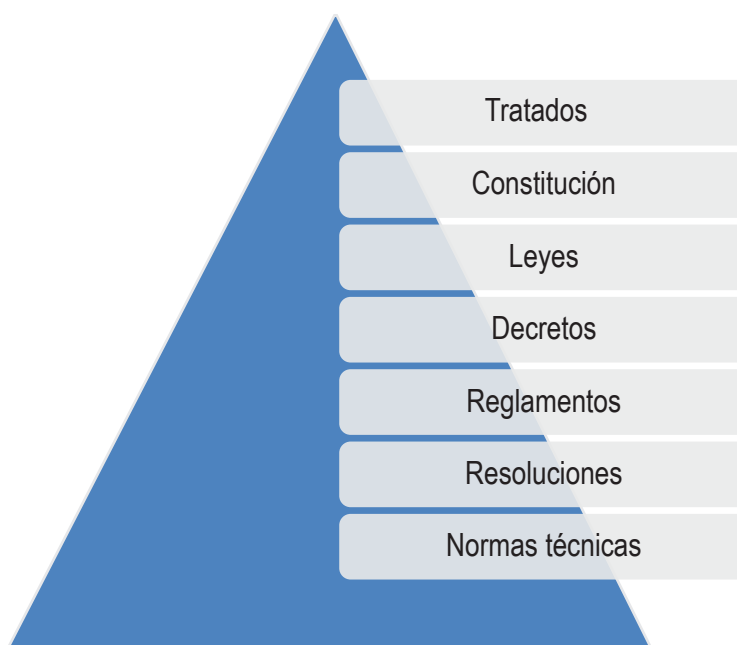 Tratados
Constitución
Leyes
Decretos
Reglamentos
Resoluciones
Normas técnicas